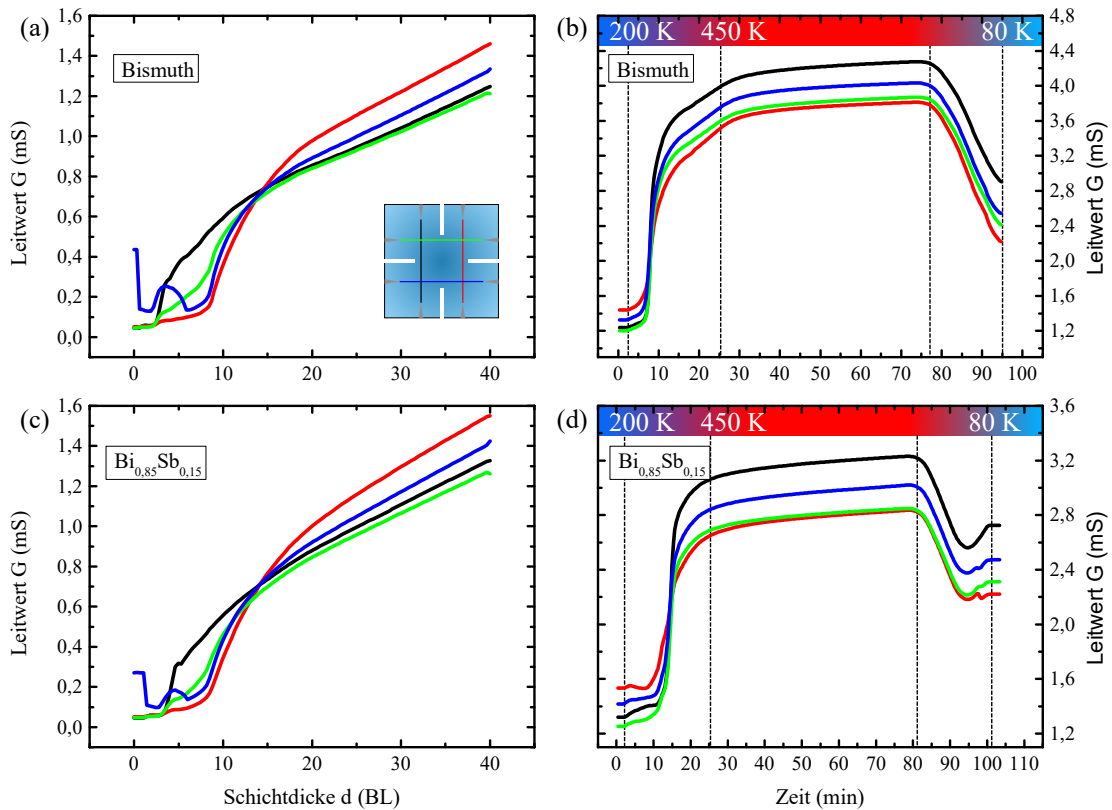 (a)
Bismuth
Leitwert G (mS)
1,6
1,4
1,2
1,0
0,8
0,6
0,4
0,2
0,0
0 10 20 30 40
(b)
200 K 450 K 80 K
Bismuth
4,8
4,4
4,0
3,6
3,2
2,8
2,4
2,0
1,6
1,2
Leitwert G (mS)
0 10 20 30 40 50 60 70 80 90 100
Zeit (min)
(c)
Bi0,85Sb0,15
Leitwert G (mS)
1,6
1,4
1,2
1,0
0,8
0,6
0,4
0,2
0,0
0 10 20 30 40
Schichtdicke d (BL)
(d)
200 K 450 K 80 K
Bi0,85Sb0,15
3,6
3,2
2,8
2,4
2,0
1,6
1,2
Leitwert G (mS)
0 10 20 30 40 50 60 70 80 90 100 110
Zeit (min)